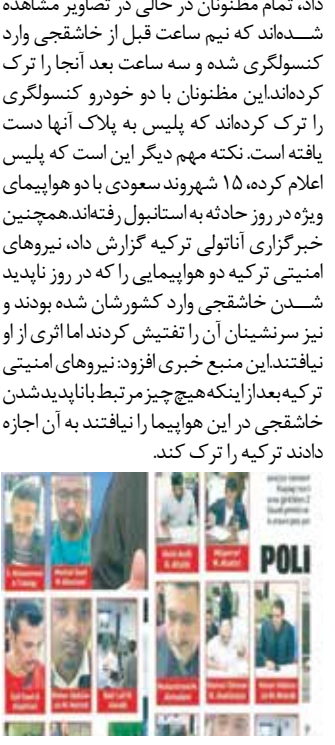 داد، تمام مظنونان در حالی در تصاویر مشاهده
شـــده‌اند که نیم ساعت قبل از خاشقجی وارد
کنسولگری شده و سه ساعت بعد آنجا را ترک
کرده‌اند.این مظنونان با دو خودرو کنسولگری
را ترک کرده‌اند که پلیس به پلاک آنها دست
یافته است. نکته مهم دیگر این است که پلیس
اعلام کرده، ۱۵ شهروند سعودی با دو هواپیمای
ویژه در روز حادثه به استانبول رفته‌اند.همچنین
خبرگزاری آناتولی ترکیه گزارش داد، نیروهای
امنیتی ترکیه دو هواپیمایی را که در روز ناپدید
شـــدن خاشقجی وارد کشورشان شده بودند و
نیز سرنشینان آن را تفتیش کردند اما اثری از او
نیافتند.این منبع خبری افزود: نیروهای امنیتی
ترکیه بعد از اینکه هیچ چیز مرتبط با ناپدید شدن
خاشقجی در این هواپیما را نیافتند به آن اجازه
دادند ترکیه را ترک کند.
POLI